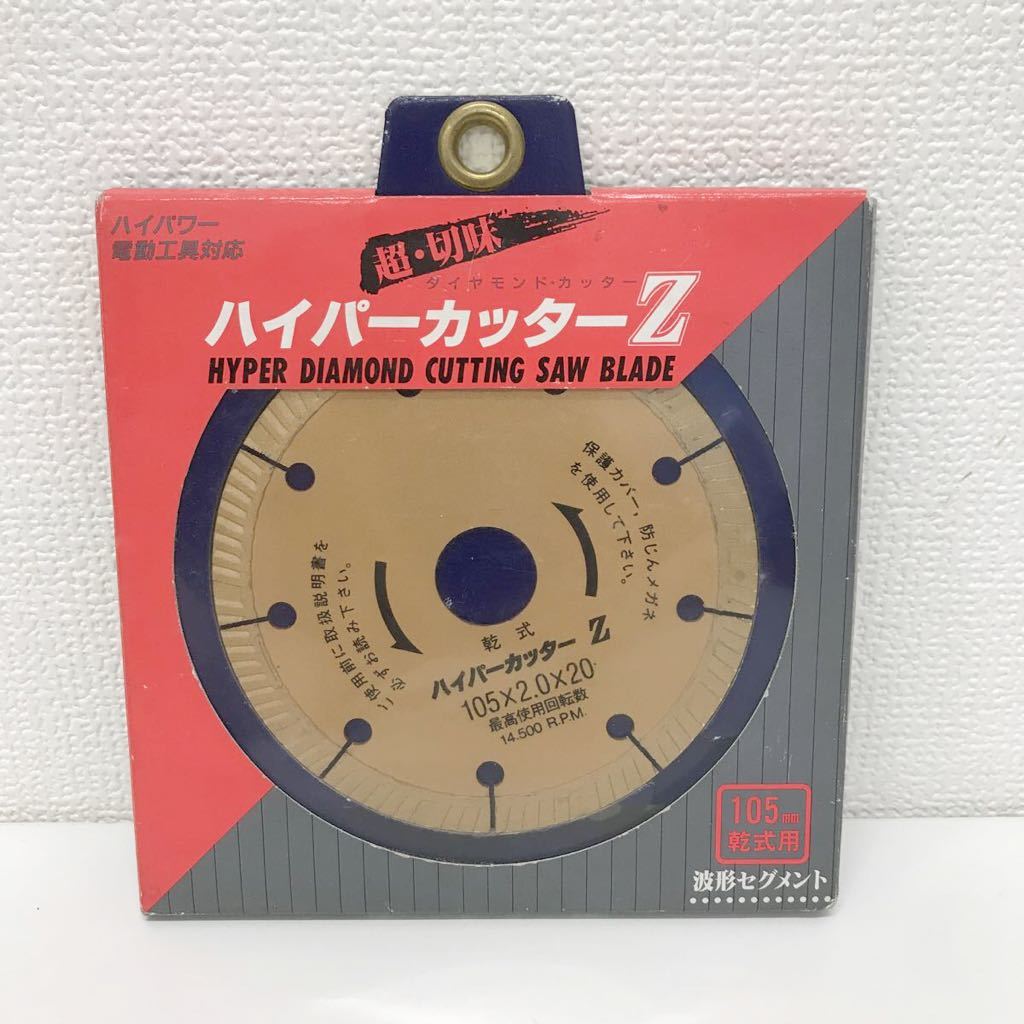 ハイパワー
電動工具対応
超・切味
ダイヤモンド・カッター
ハイパーカッターZ
HYPER DIAMOND CUTTING SAW BLADE
保護カバー，防じんメガネ
を使用して下さい。
ご使用前に取扱説明書を
必ずお読み下さい。
乾式
ハイパーカッター Z
105×2.0×20
最高使用回転数
14.500 R.P.M.
105mm
乾式用
波形セグメント